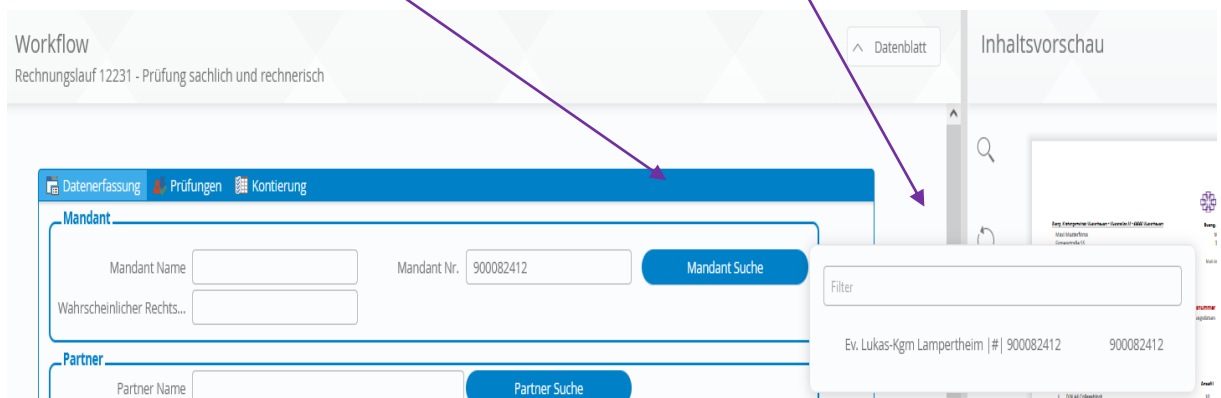 Workflow
Rechnungslauf 12231 - Prüfung sachlich und rechnerisch
Datenblatt
Inhaltsvorschau
Datenerfassung Prüfungen Kontierung
Mandant
Mandant Name
Mandant Nr. 900082412
Mandant Suche
Wahrscheinlicher Rechts...
Filter
Ev. Lukas-Kgm Lampertheim |#| 900082412 900082412
Partner
Partner Name
Partner Suche